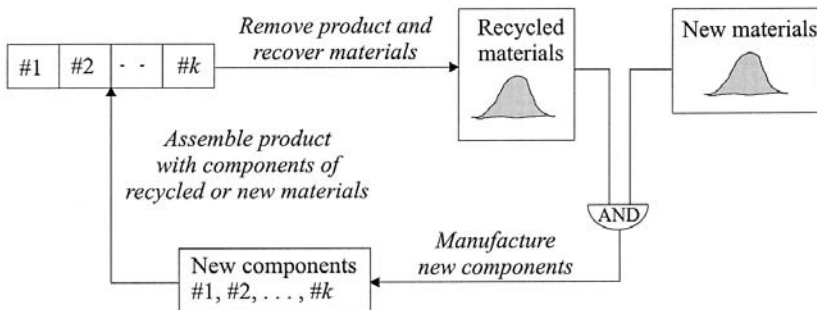 #1 #2 - - #k
Remove product and
recover materials
Recycled
materials
New materials
Assemble product
with components of
recycled or new materials
AND
Manufacture
new components
New components
#1, #2, . . . , #k